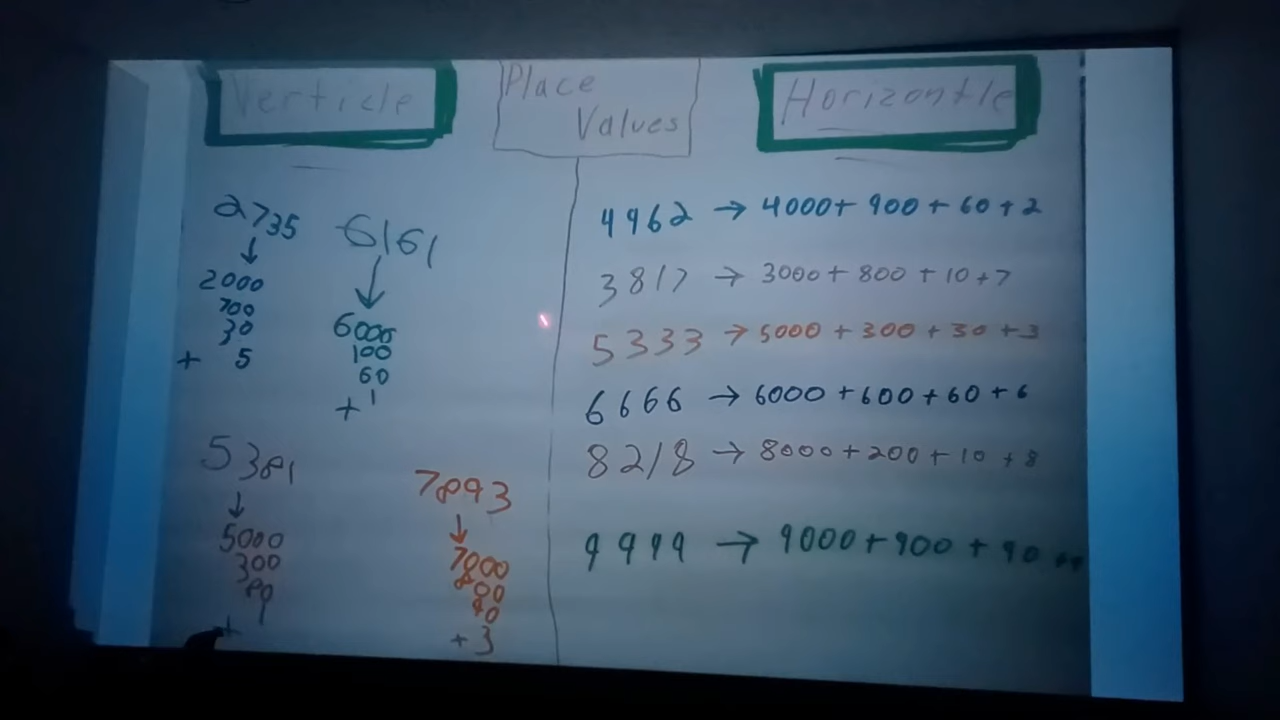 Verticle
Place
Values
Horizontle
2735
↓
2000
700
30
+ 5
6161
↓
6000
100
60
+ 1
5381
↓
5000
300
80
+ 1
7893
↓
7000
800
90
+ 3
4962 → 4000+ 900 + 60 + 2
3817 → 3000+ 800 + 10 + 7
5333 → 5000 + 300 + 30 + 3
6666 → 6000 + 600 + 60 + 6
8218 → 8000 + 200 + 10 + 8
9999 → 9000 + 900 + 90